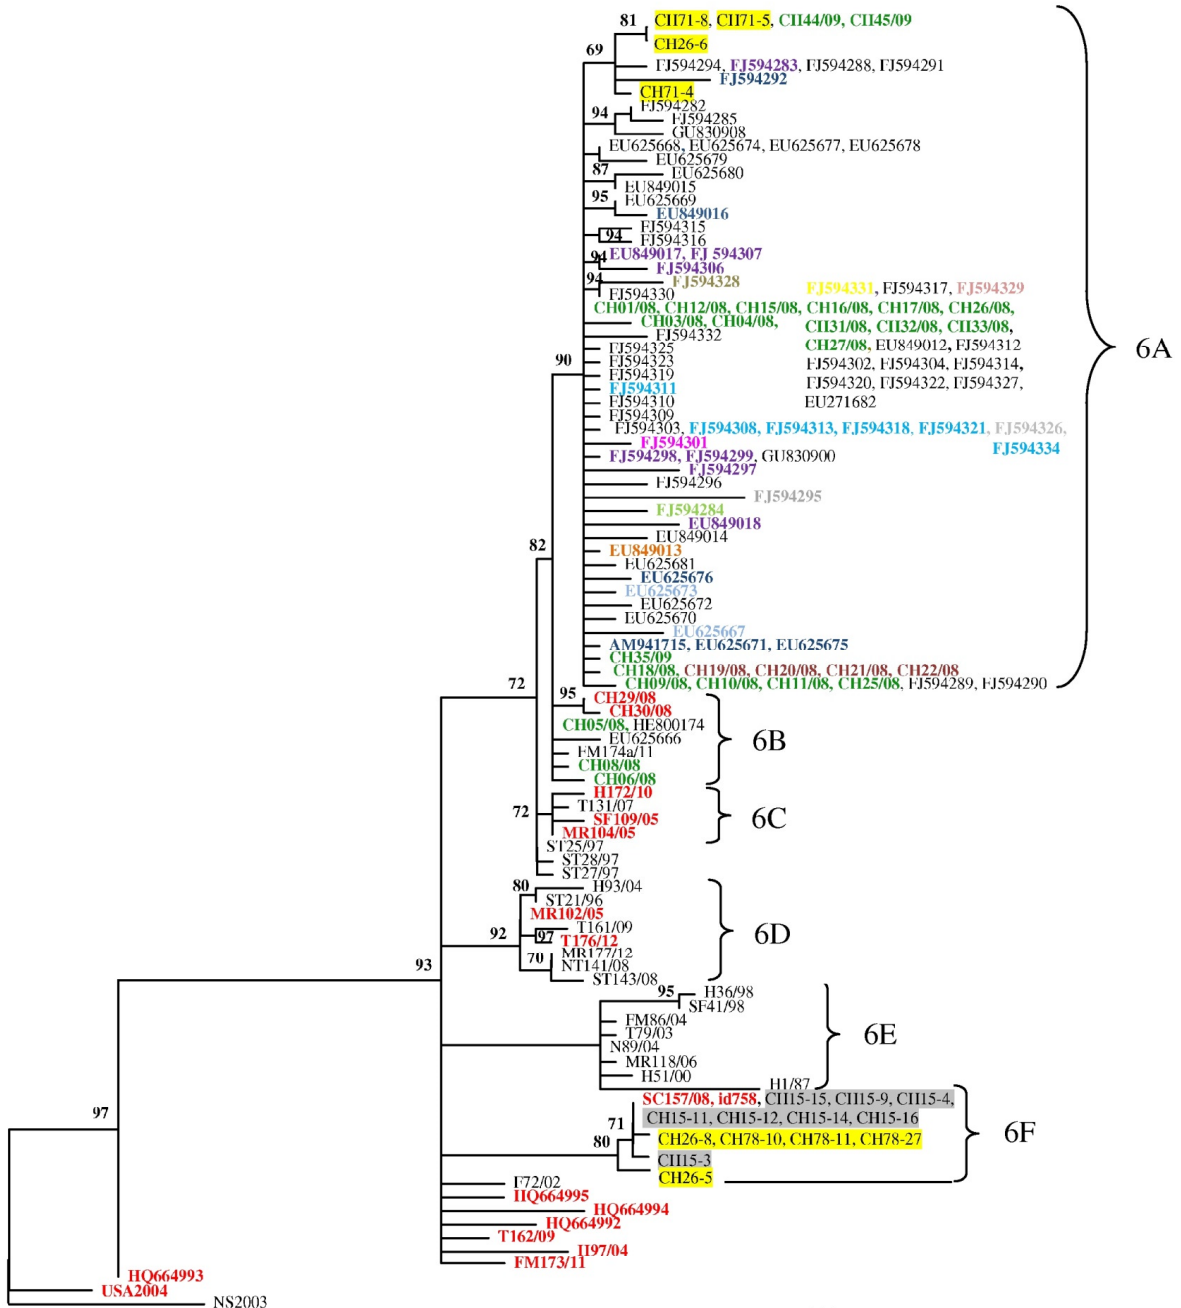 81
CH71-8, CH71-5, CH44/09, CH45/09
CH26-6
69
FJ594294, FJ594283, FJ594288, FJ594291
FJ594292
CH71-4
FJ594282
94
FJ594285
GU830908
EU625668, EU625674, EU625677, EU625678
EU625679
87
EU625680
EU849015
95
EU625669
EU849016
FJ594315
94
FJ594316
EU849017, FJ 594307
94
FJ594306
94
FJ594328
FJ594330
FJ594331, FJ594317, FJ594329
CH01/08, CH12/08, CH15/08, CH16/08, CH17/08, CH26/08,
CH03/08, CH04/08, CH31/08, CH32/08, CH33/08,
FJ594332
CH27/08, EU849012, FJ594312
FJ594302, FJ594304, FJ594314,
FJ594320, FJ594322, FJ594327,
EU271682
6A
90
FJ594325
FJ594323
FJ594319
FJ594311
FJ594310
FJ594309
FJ594303, FJ594308, FJ594313, FJ594318, FJ594321, FJ594326,
FJ594334
FJ594301
FJ594298, FJ594299, GU830900
FJ594297
FJ594296
FJ594295
FJ594284
EU849018
EU849014
82
EU849013
EU625681
EU625676
EU625673
EU625672
EU625670
EU625667
AM941715, EU625671, EU625675
CH35/09
CH18/08, CH19/08, CH20/08, CH21/08, CH22/08
CH09/08, CH10/08, CH11/08, CH25/08, FJ594289, FJ594290
72
95
CH29/08
CH30/08
CH05/08, HE800174
EU625666
FM174a/11
CH08/08
CH06/08
6B
H172/10
T131/07
72
SF109/05
MR104/05
6C
ST25/97
ST28/97
ST27/97
80
H93/04
ST21/96
MR102/05
92
T161/09
97
T176/12
MR177/12
70
NT141/08
ST143/08
6D
93
95
H36/98
SF41/98
FM86/04
T79/03
N89/04
MR118/06
H51/00
H1/87
6E
SC157/08, id758, CH15-15, CH15-9, CH15-4,
CH15-11, CH15-12, CH15-14, CH15-16
71
CH26-8, CH78-10, CH78-11, CH78-27
80
CH15-3
CH26-5
6F
97
F72/02
HQ664995
HQ664994
HQ664992
T162/09
H97/04
FM173/11
HQ664993
USA2004
NS2003